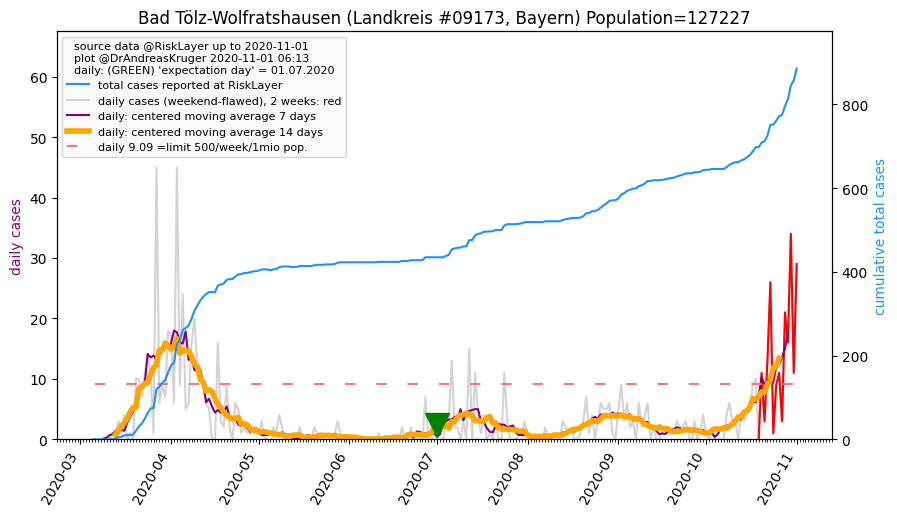 Bad Tölz-Wolfratshausen (Landkreis #09173, Bayern) Population=127227
source data @RiskLayer up to 2020-11-01
plot @DrAndreasKruger 2020-11-01 06:13
daily: (GREEN) 'expectation day' = 01.07.2020
total cases reported at RiskLayer
daily cases (weekend-flawed), 2 weeks: red
daily: centered moving average 7 days
daily: centered moving average 14 days
daily 9.09 =limit 500/week/1mio pop.
daily cases
60
50
40
30
20
10
0
cumulative total cases
800
600
400
200
0
2020-03
2020-04
2020-05
2020-06
2020-07
2020-08
2020-09
2020-10
2020-11